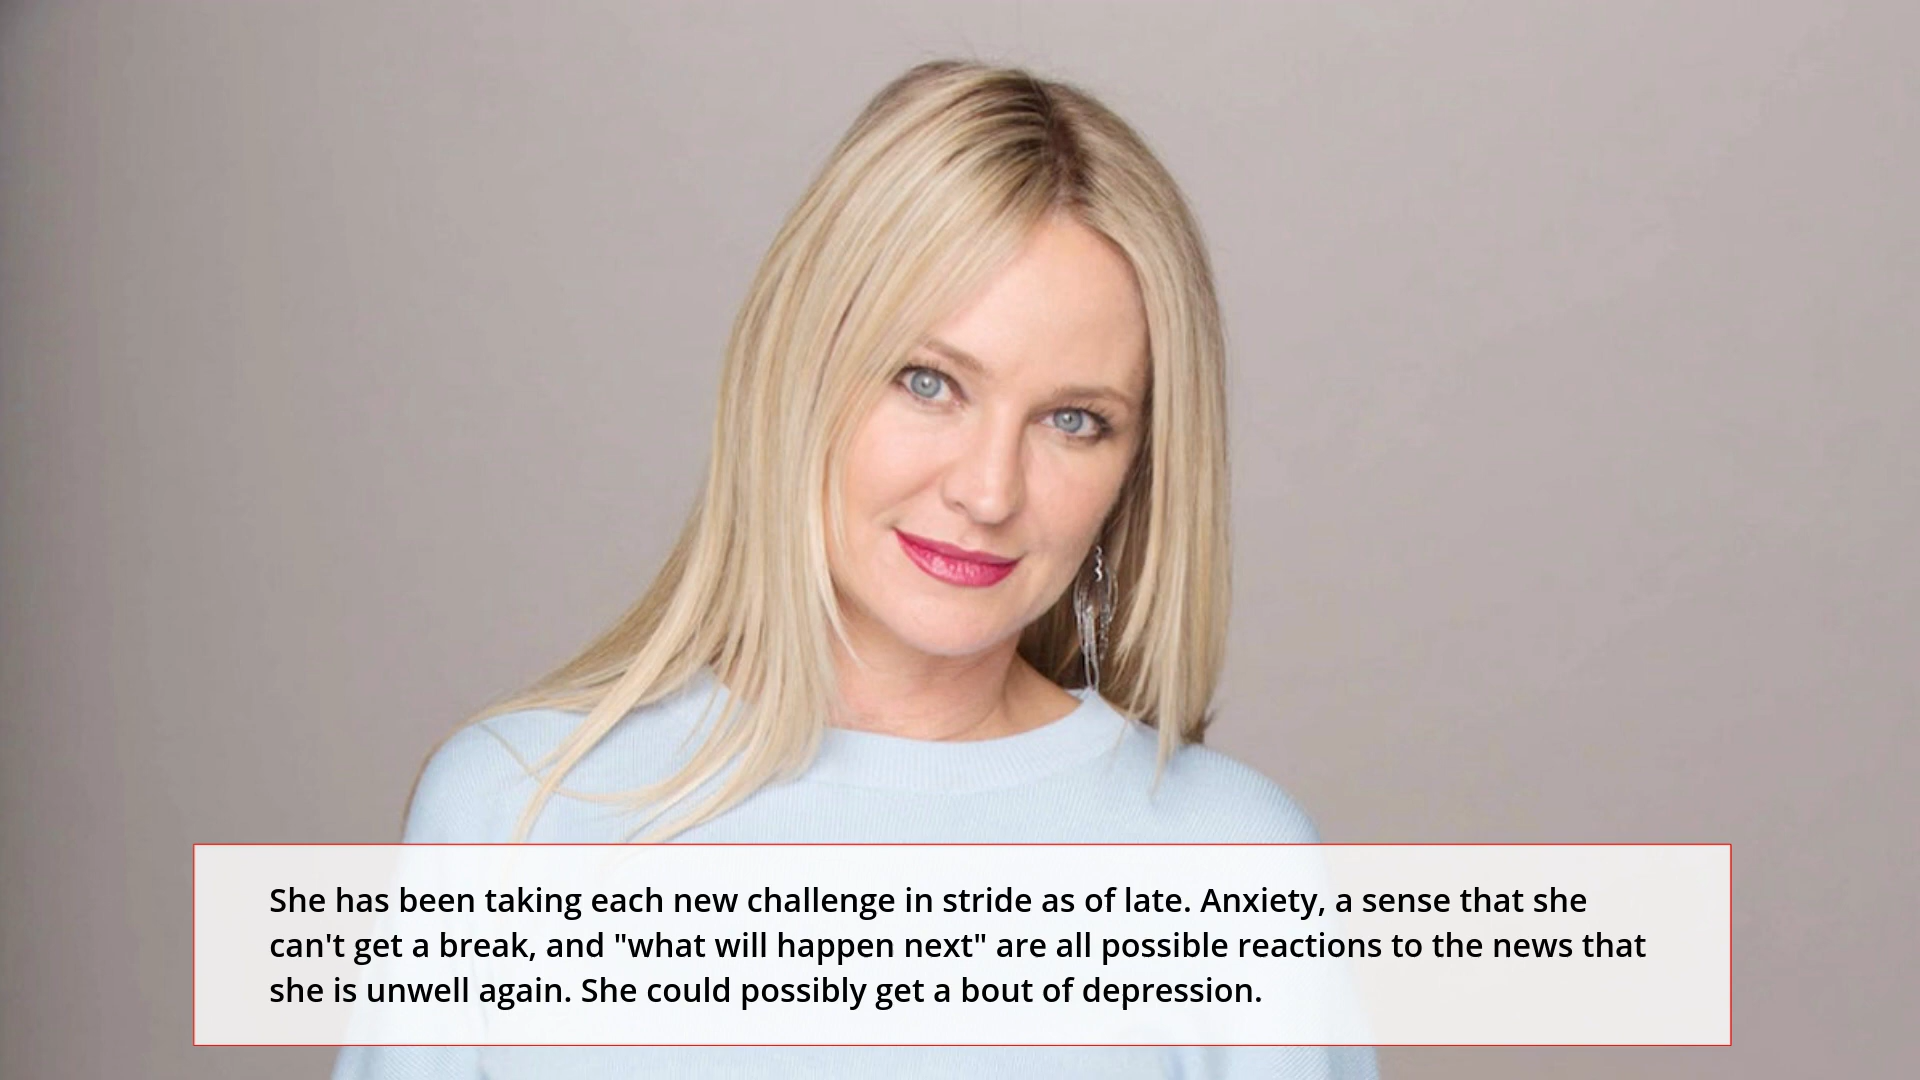 She has been taking each new challenge in stride as of late. Anxiety, a sense that she
can't get a break, and "what will happen next" are all possible reactions to the news that
she is unwell again. She could possibly get a bout of depression.